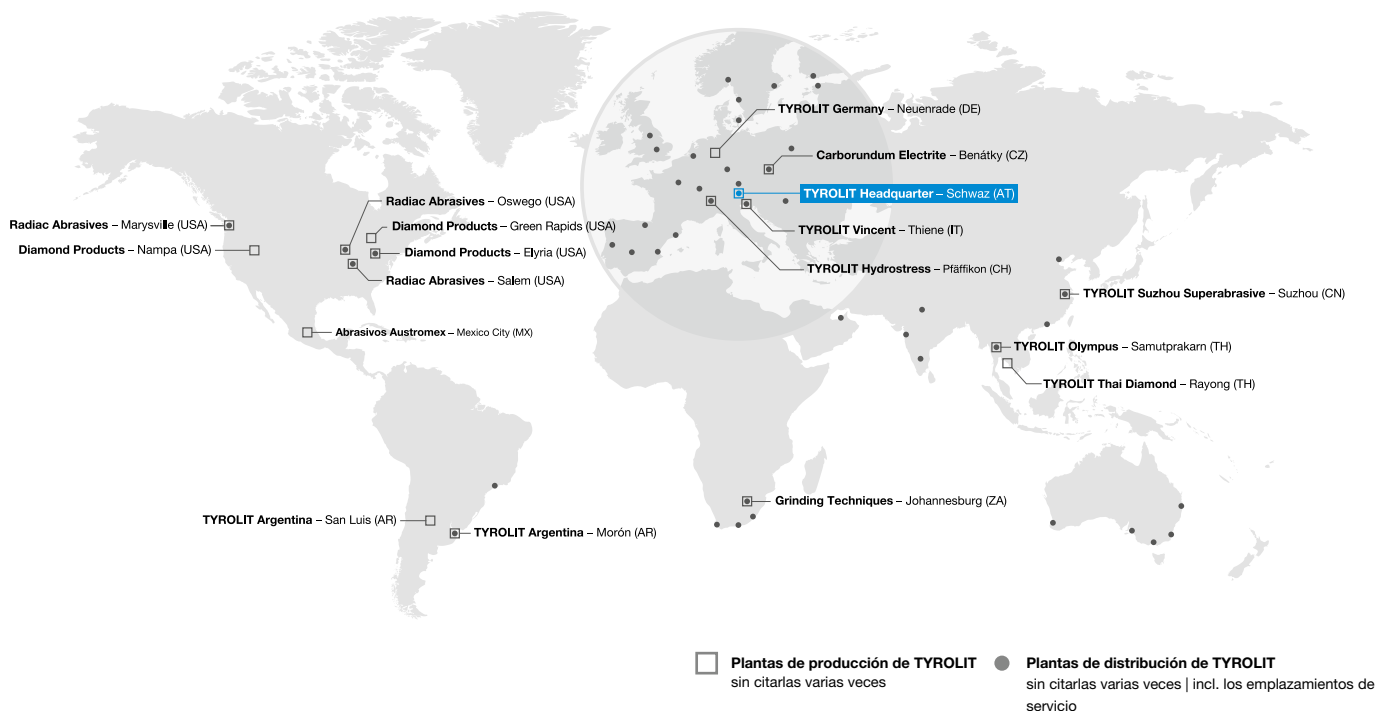 TYROLIT Germany – Neuenrade (DE)
Carborundum Electrite – Benátky (CZ)
TYROLIT Headquarter – Schwaz (AT)
Radiac Abrasives – Oswego (USA)
Radiac Abrasives – Marysville (USA)
Diamond Products – Green Rapids (USA)
TYROLIT Vincent – Thiene (IT)
Diamond Products – Nampa (USA)
Diamond Products – Elyria (USA)
TYROLIT Hydrostress – Pfäffikon (CH)
Radiac Abrasives – Salem (USA)
TYROLIT Suzhou Superabrasive – Suzhou (CN)
Abrasivos Austromex – Mexico City (MX)
TYROLIT Olympus – Samutprakarn (TH)
TYROLIT Thai Diamond – Rayong (TH)
Grinding Techniques – Johannesburg (ZA)
TYROLIT Argentina – San Luis (AR)
TYROLIT Argentina – Morón (AR)
Plantas de producción de TYROLIT
sin citarlas varias veces
Plantas de distribución de TYROLIT
sin citarlas varias veces | incl. los emplazamientos de
servicio